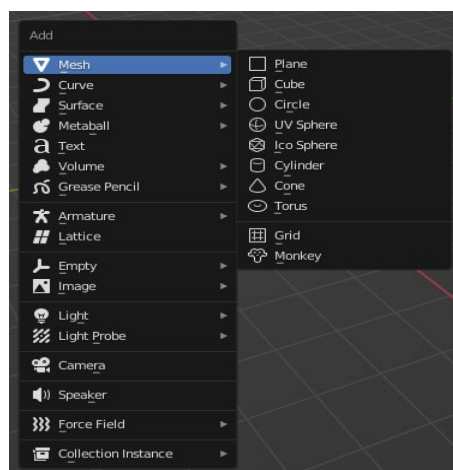 Add
Mesh
Curve
Surface
Metaball
Text
Volume
Grease Pencil
Armature
Lattice
Empty
Image
Light
Light Probe
Camera
Speaker
Force Field
Collection Instance
Plane
Cube
Circle
UV Sphere
Ico Sphere
Cylinder
Cone
Torus
Grid
Monkey